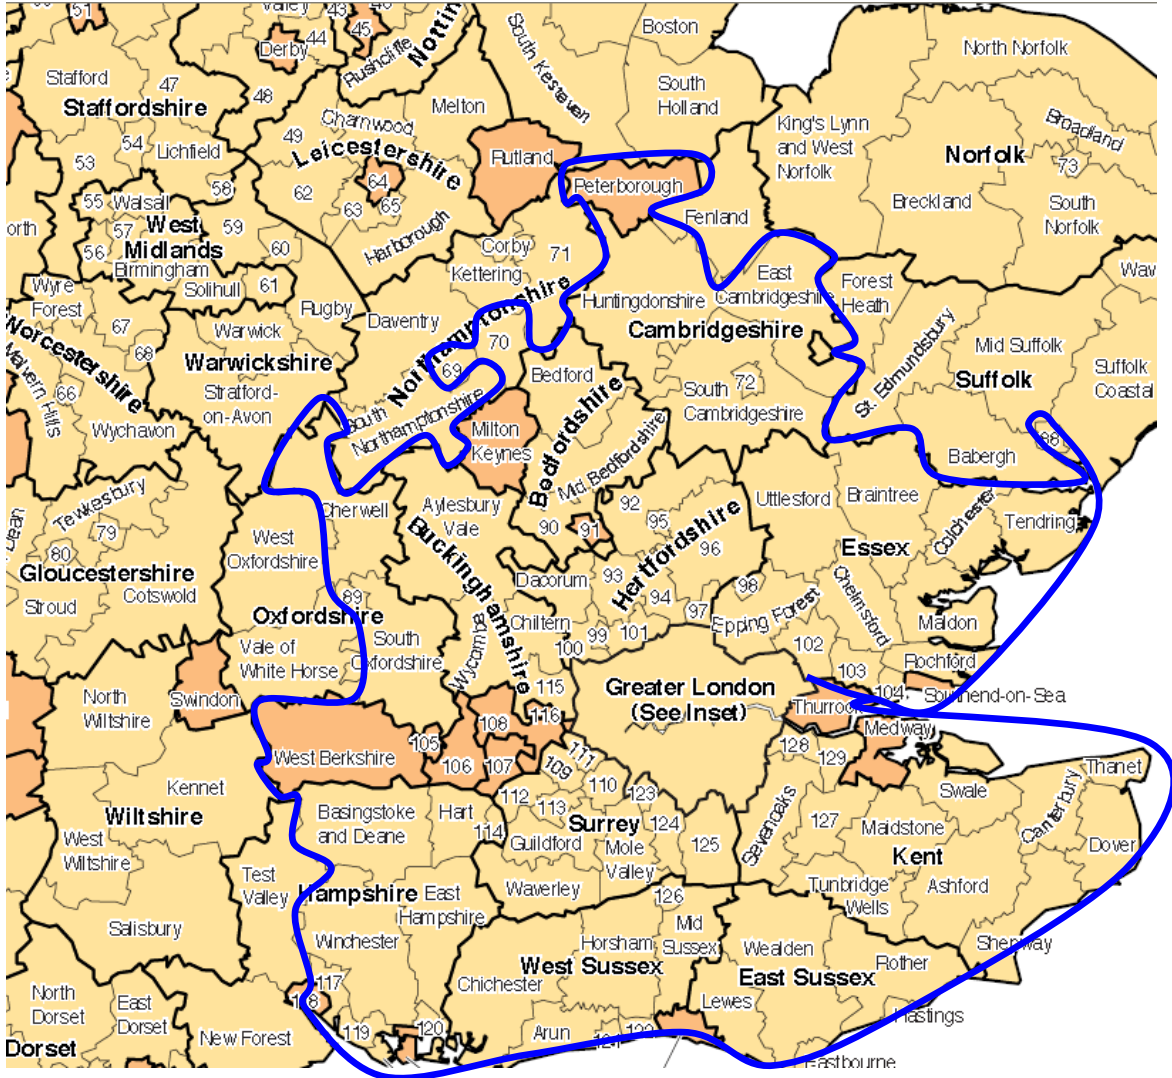 51
Valley
43
44
45
Derby
Rushcliffe
Nottin
South Kesteven
Boston
North Norfolk
Stafford
47
48
Melton
South
Holland
Staffordshire
Charnwood
King's Lynn
and West
Norfolk
Broadland
54
49
53
Lichfield
Leicestershire
Rutland
Norfolk
73
58
62
64
Peterborough
Breckland
South
Norfolk
55
Walsall
63
65
57
West
Midlands
59
Harborough
Fenland
orth
56
60
Corby
71
Birmingham
Kettering
East
Cambridgeshire
Wav
Wyre
Forest
Solihull
61
Rugby
Huntingdonshire
Forest
Heath
67
Warwick
Daventry
Northamptonshire
Cambridgeshire
St. Edmundsbury
Mid Suffolk
Worcestershire
68
Warwickshire
70
69
Bedford
Suffolk
Suffolk
Coastal
Malvern Hills
66
Stratford-
on-Avon
South
Northamptonshire
72
South
Cambridgeshire
Wychavon
Milton
Keynes
Bedfordshire
Mid. Bedfordshire
88
Babergh
Tewkesbury
Cherwell
Aylesbury
Vale
92
Uttlesford
Braintree
Colchester
Tendring
Dean
79
West
Oxfordshire
90
91
95
Hertfordshire
80
Buckinghamshire
96
Essex
Gloucestershire
Dacorum
93
Cotswold
98
Chelmsford
Stroud
89
94
Epping Forest
Oxfordshire
97
Maldon
Vale of
White Horse
South
Oxfordshire
Wycombe
Chiltern
99
101
100
102
Rochford
103
North
Wiltshire
Swindon
115
Greater London
(See Inset)
104
Southend-on-Sea
Thurrock
108
116
Medway
West Berkshire
105
106
107
111
109
128
129
Thanet
Kennet
110
123
Swale
Canterbury
Wiltshire
Basingstoke
and Deane
Hart
112
113
Sevenoaks
127
Maidstone
Dover
West
Wiltshire
114
Surrey
124
Guildford
Mole
Valley
125
Kent
Test
Valley
Waverley
Tunbridge
Wells
Ashford
Hampshire
East
Hampshire
126
Salisbury
Winchester
Horsham
Mid
Sussex
Wealden
Shepway
West Sussex
East Sussex
Rother
Chichester
117
118
Lewes
North
Dorset
East
Dorset
New Forest
119
120
Arun
121
122
Hastings
Dorset
Eastbourne